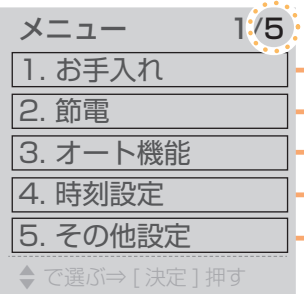 メニュー 1/5
1. お手入れ
2. 節電
3. オート機能
4. 時刻設定
5. その他設定
◆ で選ぶ⇒ [ 決定 ] 押す